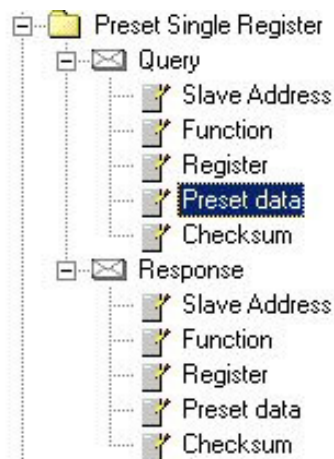 Preset Single Register
Query
Slave Address
Function
Register
Preset data
Checksum
Response
Slave Address
Function
Register
Preset data
Checksum